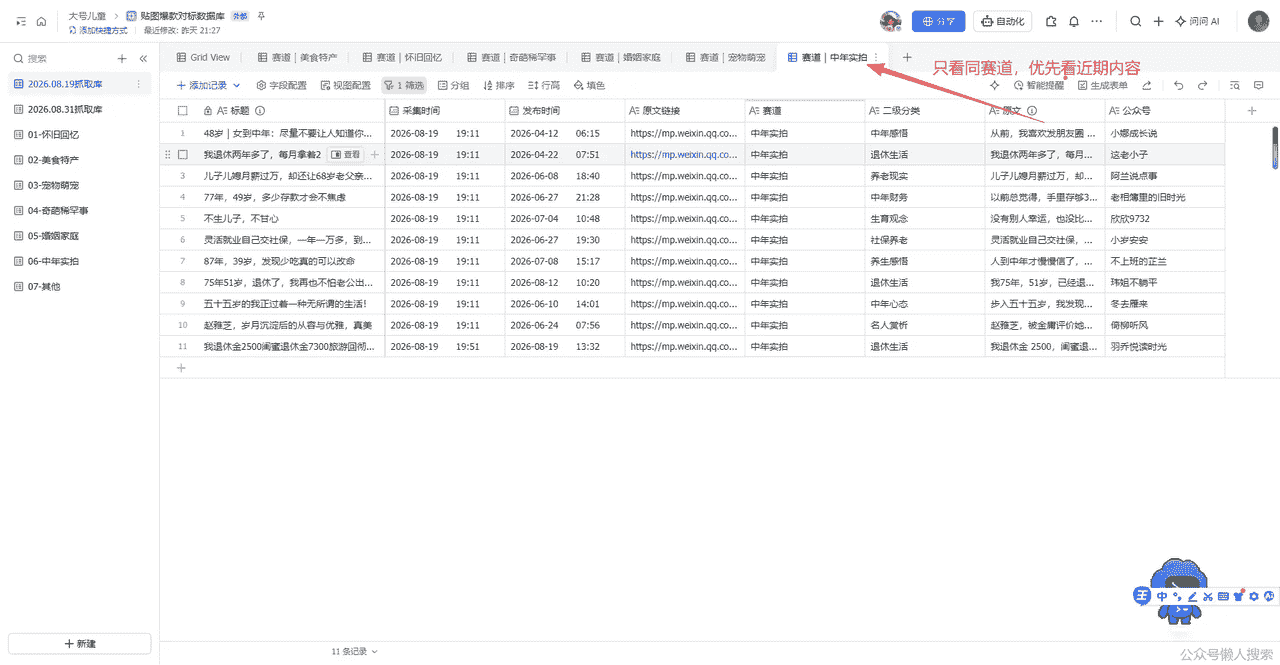 大号儿童
贴图爆款对标数据库
外部
添加快捷方式
最近修改: 昨天 21:27
分享
自动化
问问 AI
搜索
2026.08.19抓取库
2026.08.31抓取库
01-怀旧回忆
02-美食特产
03-宠物萌宠
04-奇葩稀罕事
05-婚姻家庭
06-中年实拍
07-其他
新建
Grid View
赛道 | 美食特产
赛道 | 怀旧回忆
赛道 | 奇葩稀罕事
赛道 | 婚姻家庭
赛道 | 宠物萌宠
赛道 | 中年实拍
只看同赛道，优先看近期内容
添加记录
字段配置
视图配置
1 筛选
分组
排序
行高
填色
智能提醒
生成表单
标题 采集时间 发布时间 原文链接 赛道 二级分类 原文 公众号
1 48岁 | 女到中年：尽量不要让人知道你... 2026-08-19 19:11 2026-04-12 06:15 https://mp.weixin.qq.co... 中年实拍 中年感悟 从前，我喜欢发朋友圈 ... 小娜成长说
我退休两年多了，每月拿着2 查看 2026-08-19 19:11 2026-04-22 07:51 https://mp.weixin.qq.co... 中年实拍 退休生活 我退休两年多了，每月... 这老小子
3 儿子儿媳月薪过万，却还让68岁老父亲... 2026-08-19 19:11 2026-06-08 18:40 https://mp.weixin.qq.co... 中年实拍 养老现实 儿子儿媳月薪过万，却... 阿兰说点事
4 77年，49岁，多少存款才会不焦虑 2026-08-19 19:11 2026-06-27 21:28 https://mp.weixin.qq.co... 中年实拍 中年财务 以前总觉得，手里存够3... 老相簿里的旧时光
5 不生儿子，不甘心 2026-08-19 19:11 2026-07-04 10:48 https://mp.weixin.qq.co... 中年实拍 生育观念 没有别人幸运，也没比... 欣欣9732
6 灵活就业自己交社保，一年一万多，到... 2026-08-19 19:11 2026-06-27 19:30 https://mp.weixin.qq.co... 中年实拍 社保养老 灵活就业自己交社保，... 小岁安安
7 87年，39岁，发现少吃真的可以改命 2026-08-19 19:11 2026-07-08 15:17 https://mp.weixin.qq.co... 中年实拍 养生感悟 人到中年才慢慢信了，... 不上班的芷兰
8 75年51岁，退休了，我再也不怕老公出... 2026-08-19 19:11 2026-08-12 10:20 https://mp.weixin.qq.co... 中年实拍 退休生活 我75年，51岁，已经退... 玮姐不躺平
9 五十五岁的我正过着一种无所谓的生活！ 2026-08-19 19:11 2026-06-10 14:01 https://mp.weixin.qq.co... 中年实拍 中年心态 步入五十五岁，我发现... 冬去雁来
10 赵雅芝，岁月沉淀后的从容与优雅，真美 2026-08-19 19:11 2026-06-24 07:56 https://mp.weixin.qq.co... 中年实拍 名人赏析 赵雅芝，被金庸评价她... 倚柳听风
11 我退休金2500闺蜜退休金7300旅游回彻... 2026-08-19 19:51 2026-08-19 13:32 https://mp.weixin.qq.co... 中年实拍 退休生活 我退休金 2500，闺蜜退... 羽乔悦读时光
11 条记录
王 中
公众号懒人搜索